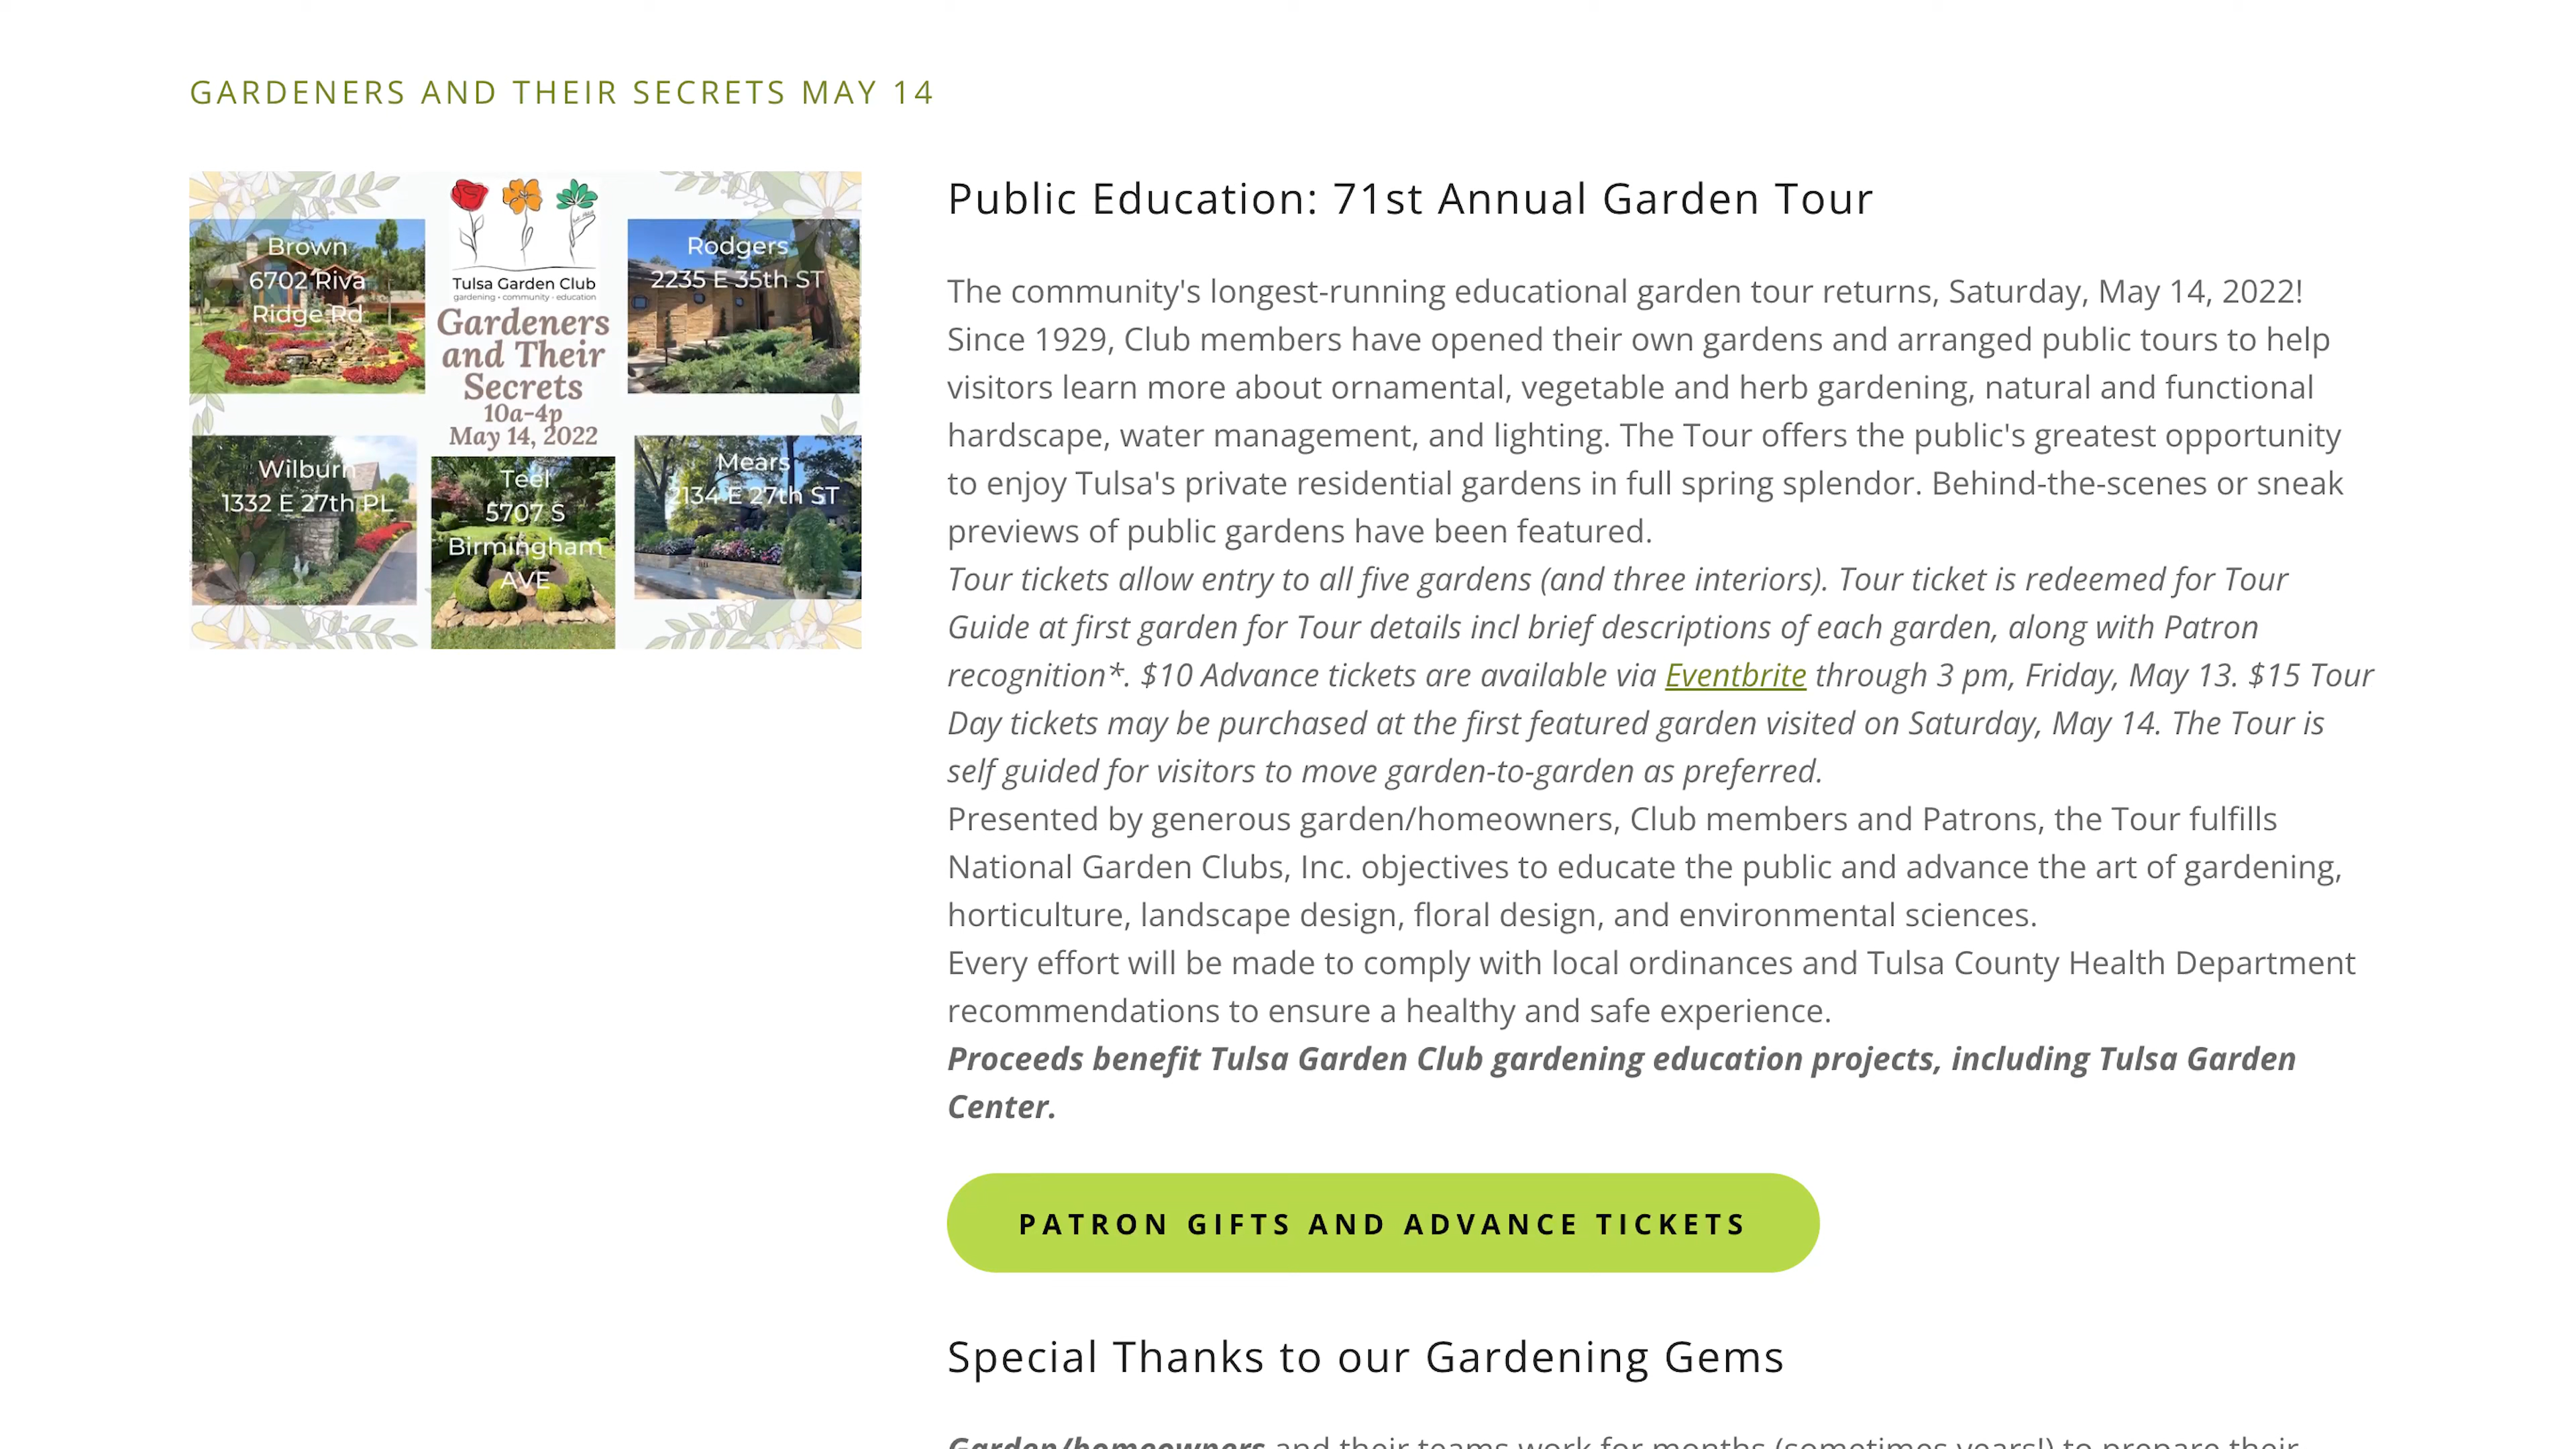 GARDENERS AND THEIR SECRETS MAY 14
Brown
6702 Riva
Ridge Rd
Tulsa Garden Club
gardening • community • education
Gardeners
and Their
Secrets
10a-4p
May 14, 2022
Rodgers
2235 E 35th ST
Wilburn
1332 E 27th PL
Teel
5707 S
Birmingham
AVE
Mears
2134 E 27th ST
Public Education: 71st Annual Garden Tour
The community's longest-running educational garden tour returns, Saturday, May 14, 2022!
Since 1929, Club members have opened their own gardens and arranged public tours to help
visitors learn more about ornamental, vegetable and herb gardening, natural and functional
hardscape, water management, and lighting. The Tour offers the public's greatest opportunity
to enjoy Tulsa's private residential gardens in full spring splendor. Behind-the-scenes or sneak
previews of public gardens have been featured.
Tour tickets allow entry to all five gardens (and three interiors). Tour ticket is redeemed for Tour
Guide at first garden for Tour details incl brief descriptions of each garden, along with Patron
recognition*. $10 Advance tickets are available via Eventbrite through 3 pm, Friday, May 13. $15 Tour
Day tickets may be purchased at the first featured garden visited on Saturday, May 14. The Tour is
self guided for visitors to move garden-to-garden as preferred.
Presented by generous garden/homeowners, Club members and Patrons, the Tour fulfills
National Garden Clubs, Inc. objectives to educate the public and advance the art of gardening,
horticulture, landscape design, floral design, and environmental sciences.
Every effort will be made to comply with local ordinances and Tulsa County Health Department
recommendations to ensure a healthy and safe experience.
Proceeds benefit Tulsa Garden Club gardening education projects, including Tulsa Garden
Center.
PATRON GIFTS AND ADVANCE TICKETS
Special Thanks to our Gardening Gems
Garden/homeowners and their teams work for months (sometimes years!) to prepare their